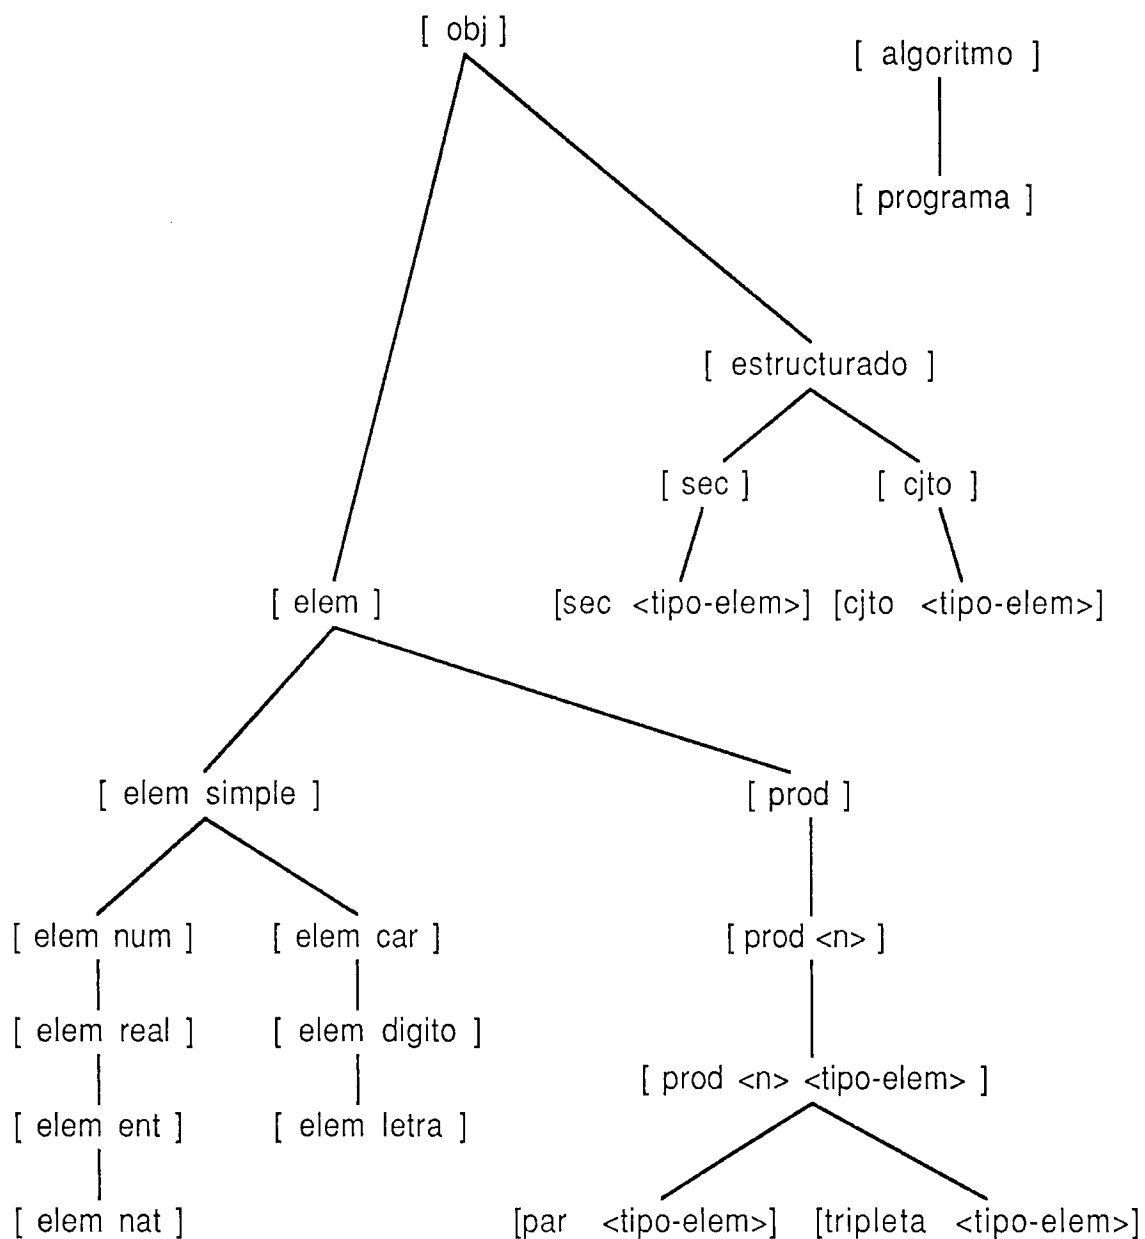 [ obj ]
[ algoritmo ]
[ programa ]
[ estructurado ]
[ sec ]
[ cjto ]
[ elem ]
[sec <tipo-elem>]
[cjto <tipo-elem>]
[ elem simple ]
[ prod ]
[ elem num ]
[ elem car ]
[ prod <n> ]
[ elem real ]
[ elem digito ]
[ prod <n> <tipo-elem> ]
[ elem ent ]
[ elem letra ]
[ elem nat ]
[par <tipo-elem>]
[tripleta <tipo-elem>]